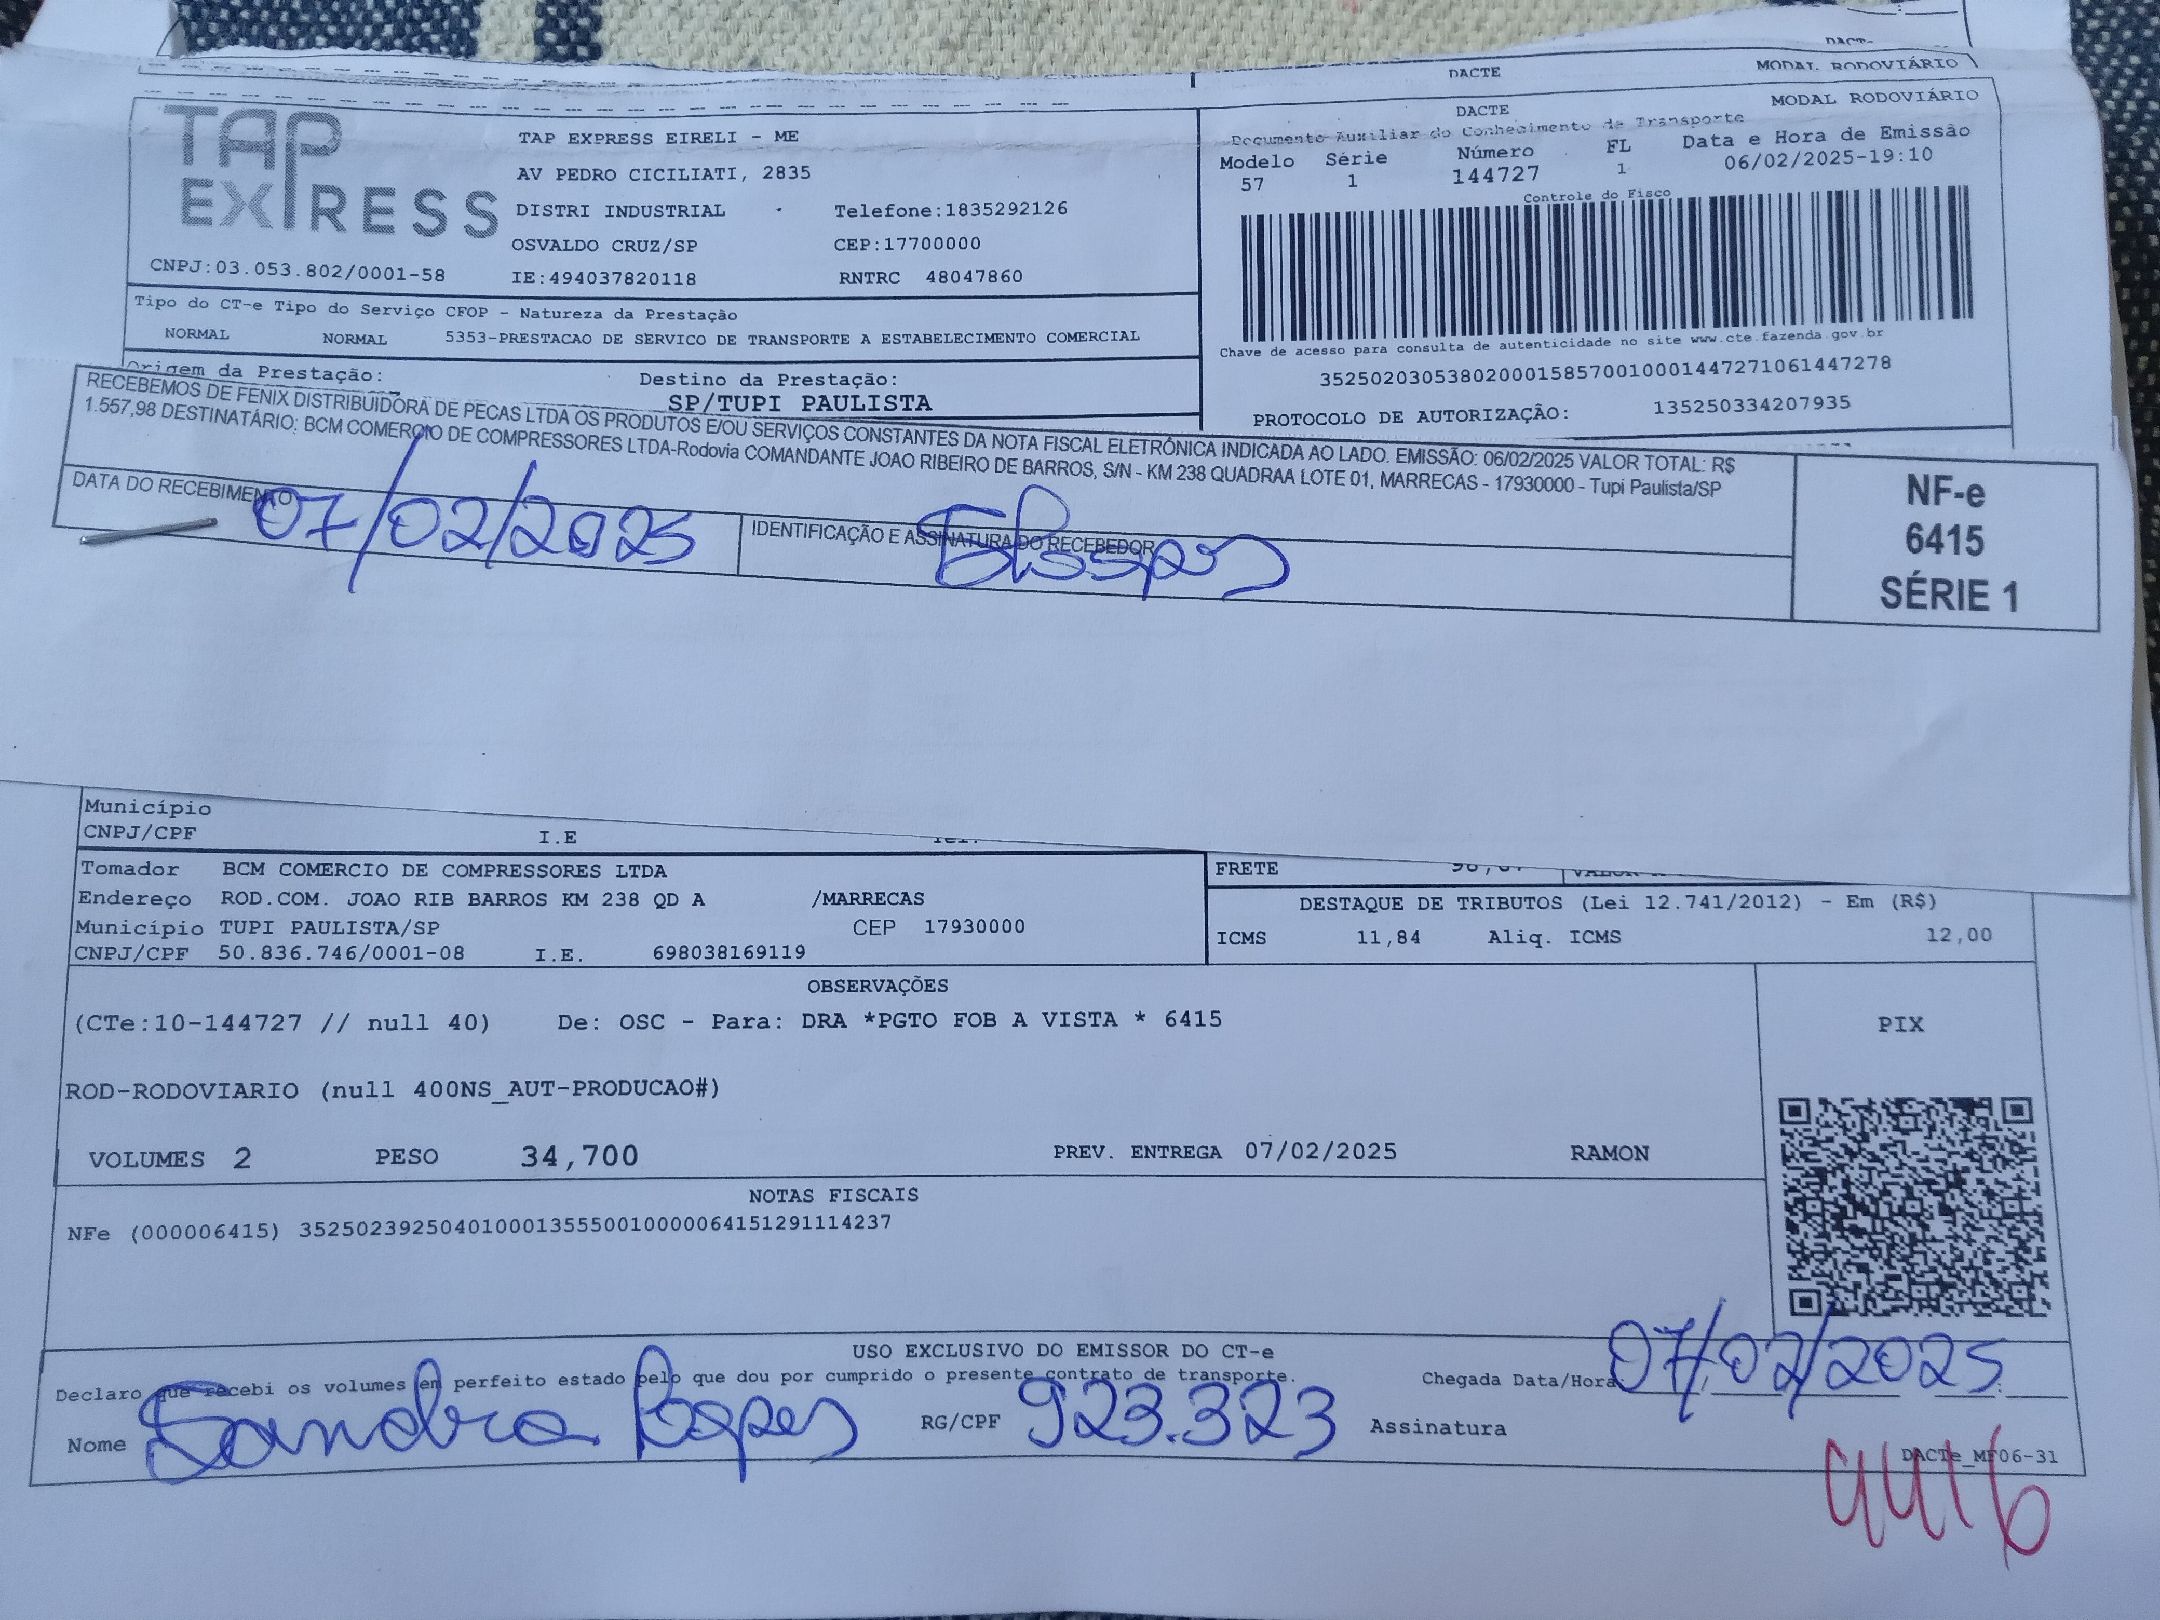 DACTE
MODAL RODOVIÁRIO
TAP EXPRESS
TAP EXPRESS EIRELI - ME
AV PEDRO CICILIATI, 2835
DISTRI INDUSTRIAL Telefone:1835292126
OSVALDO CRUZ/SP CEP:17700000
CNPJ:03.053.802/0001-58 IE:494037820118 RNTRC 48047860
DACTE MODAL RODOVIÁRIO
Documento Auxiliar do Conhecimento de Transporte
Modelo Série Número FL Data e Hora de Emissão
57 1 144727 1 06/02/2025-19:10
Controle do Fisco
Tipo do CT-e Tipo do Serviço CFOP - Natureza da Prestação
NORMAL NORMAL 5353-PRESTACAO DE SERVICO DE TRANSPORTE A ESTABELECIMENTO COMERCIAL
Chave de acesso para consulta de autenticidade no site www.cte.fazenda.gov.br
35250203053802000158570010001447271061447278
PROTOCOLO DE AUTORIZAÇÃO: 135250334207935
Origem da Prestação: Destino da Prestação:
SP/TUPI PAULISTA
RECEBEMOS DE FENIX DISTRIBUIDORA DE PECAS LTDA OS PRODUTOS E/OU SERVIÇOS CONSTANTES DA NOTA FISCAL ELETRÔNICA INDICADA AO LADO. EMISSÃO: 06/02/2025 VALOR TOTAL: R$
1.557,98 DESTINATÁRIO: BCM COMERCIO DE COMPRESSORES LTDA-Rodovia COMANDANTE JOAO RIBEIRO DE BARROS, S/N - KM 238 QUADRAA LOTE 01, MARRECAS - 17930000 - Tupi Paulista/SP
DATA DO RECEBIMENTO 07/02/2025
IDENTIFICAÇÃO E ASSINATURA DO RECEBEDOR
NF-e
6415
SÉRIE 1
Município
CNPJ/CPF I.E
Tomador BCM COMERCIO DE COMPRESSORES LTDA
Endereço ROD.COM. JOAO RIB BARROS KM 238 QD A /MARRECAS
Município TUPI PAULISTA/SP CEP 17930000
CNPJ/CPF 50.836.746/0001-08 I.E. 698038169119
FRETE
DESTAQUE DE TRIBUTOS (Lei 12.741/2012) - Em (R$)
ICMS 11,84 Aliq. ICMS 12,00
OBSERVAÇÕES
(CTe:10-144727 // null 40) De: OSC - Para: DRA *PGTO FOB A VISTA * 6415
ROD-RODOVIARIO (null 400NS_AUT-PRODUCAO#)
VOLUMES 2 PESO 34,700 PREV. ENTREGA 07/02/2025 RAMON
PIX
NOTAS FISCAIS
NFe (000006415) 35250239250401000135550010000064151291114237
USO EXCLUSIVO DO EMISSOR DO CT-e
Declaro que recebi os volumes em perfeito estado pelo que dou por cumprido o presente contrato de transporte. Chegada Data/Hora 07/02/2025
Nome Sandra Lopes RG/CPF 923.323 Assinatura
DACTe_MF06-31